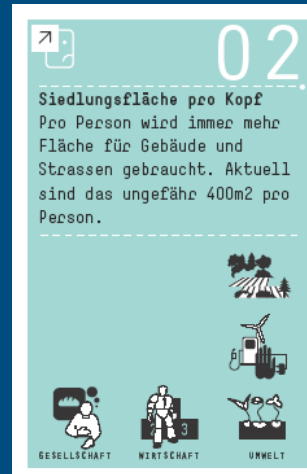 02
Siedlungsfläche pro Kopf
Pro Person wird immer mehr
Fläche für Gebäude und
Strassen gebraucht. Aktuell
sind das ungefähr 400m2 pro
Person.
GESELLSCHAFT WIRTSCHAFT UMWELT